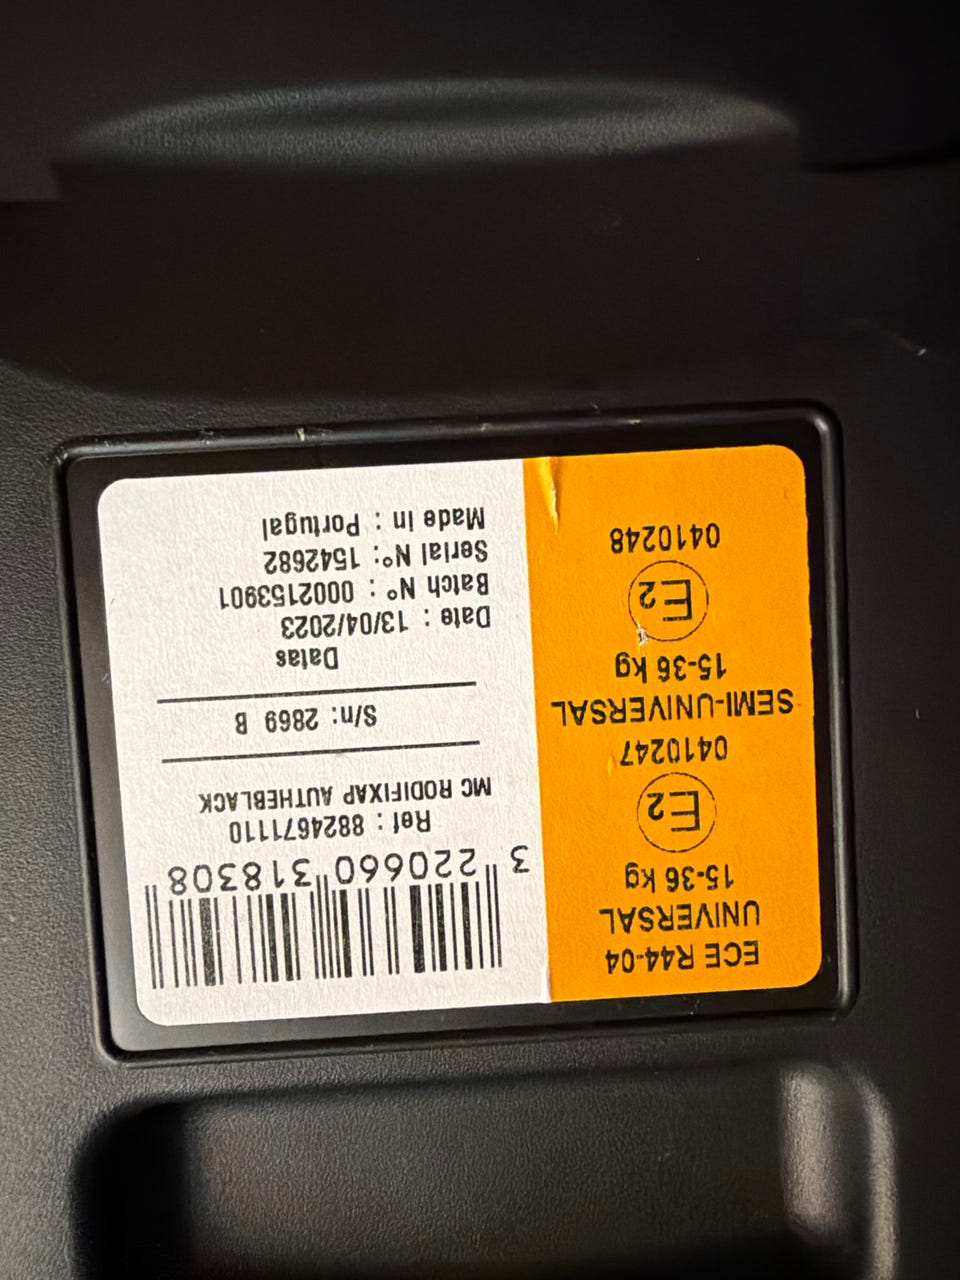 ECE R44-04
UNIVERSAL
15-36 kg
E2
0410247
SEMI-UNIVERSAL
15-36 kg
E2
0410248
3 220660 318308
Ref : 8824671110
MC RODIFIXAP AUTHEBLACK
S/n: 2869 B
Datas
Date : 13/04/2023
Batch N° : 0002153901
Serial N°: 1542682
Made in : Portugal